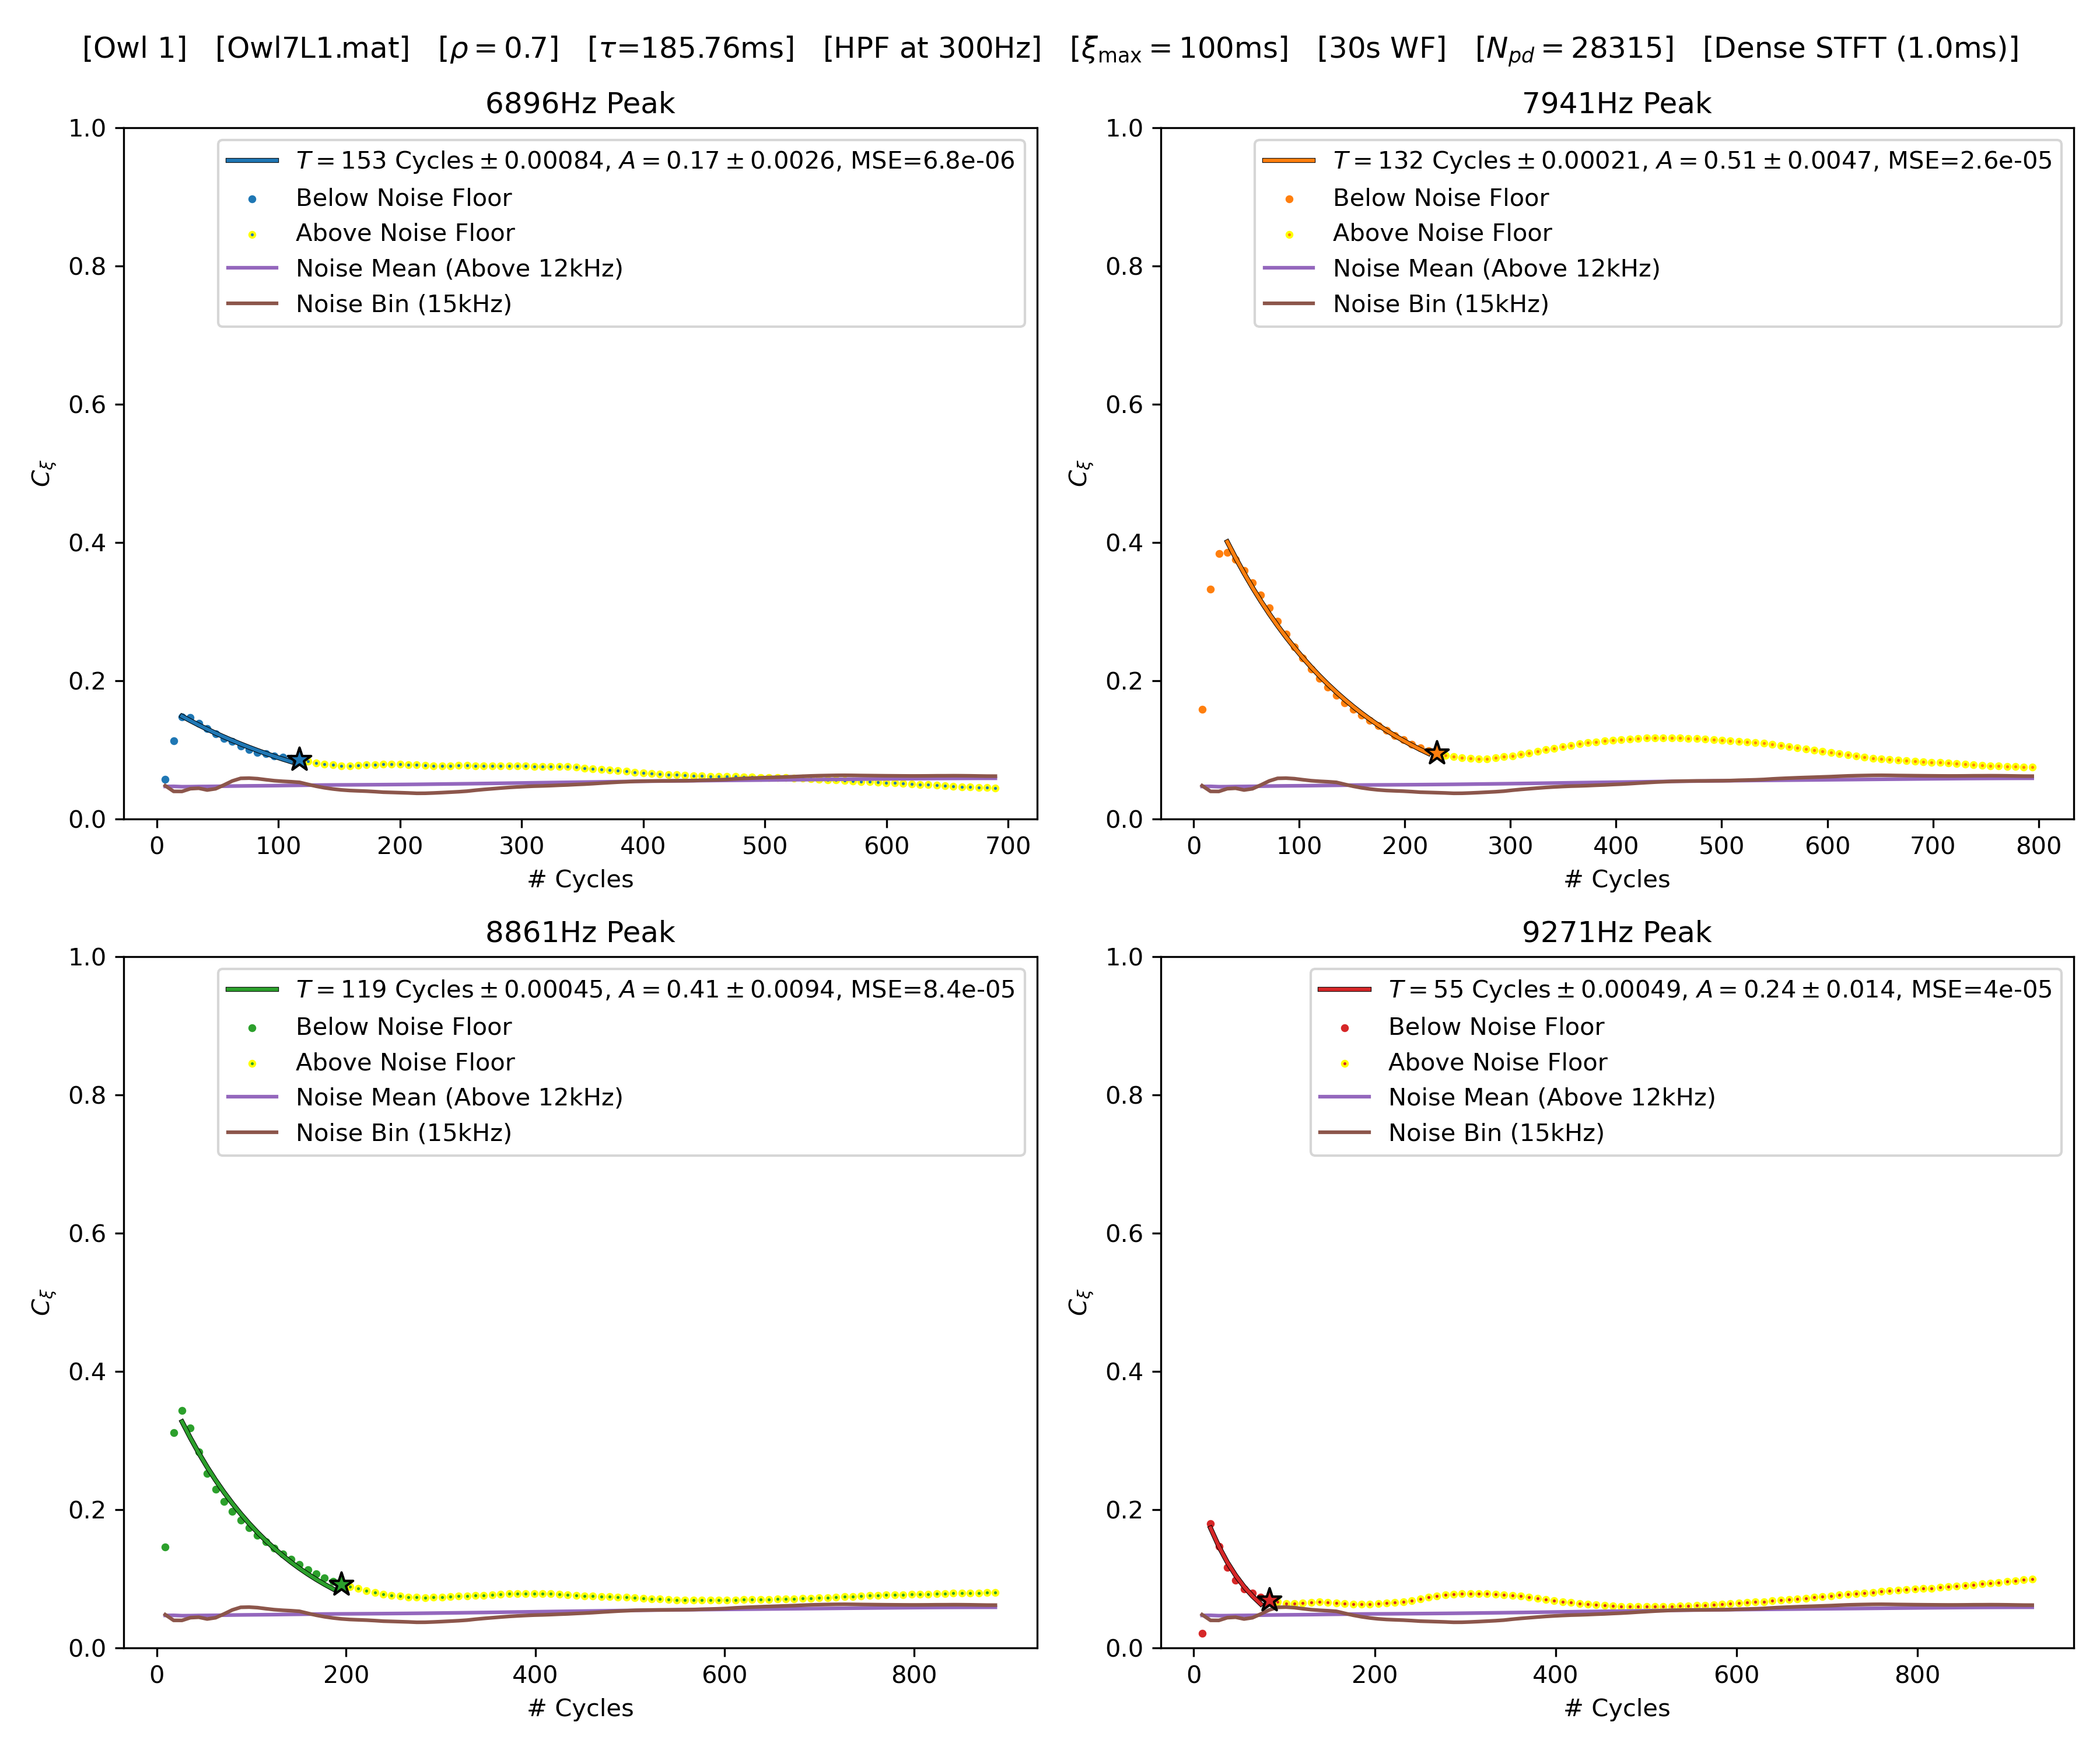 [Owl 1] [Owl7L1.mat] [ρ = 0.7] [τ=185.76ms] [HPF at 300Hz] [ξmax = 100ms] [30s WF] [Npd = 28315] [Dense STFT (1.0ms)]
6896Hz Peak
T = 153 Cycles ± 0.00084, A = 0.17 ± 0.0026, MSE=6.8e-06
Below Noise Floor
Above Noise Floor
Noise Mean (Above 12kHz)
Noise Bin (15kHz)
1.0
0.8
0.6
0.4
0.2
0.0
Cξ
0 100 200 300 400 500 600 700
# Cycles
7941Hz Peak
T = 132 Cycles ± 0.00021, A = 0.51 ± 0.0047, MSE=2.6e-05
Below Noise Floor
Above Noise Floor
Noise Mean (Above 12kHz)
Noise Bin (15kHz)
1.0
0.8
0.6
0.4
0.2
0.0
Cξ
0 100 200 300 400 500 600 700 800
# Cycles
8861Hz Peak
T = 119 Cycles ± 0.00045, A = 0.41 ± 0.0094, MSE=8.4e-05
Below Noise Floor
Above Noise Floor
Noise Mean (Above 12kHz)
Noise Bin (15kHz)
1.0
0.8
0.6
0.4
0.2
0.0
Cξ
0 200 400 600 800
# Cycles
9271Hz Peak
T = 55 Cycles ± 0.00049, A = 0.24 ± 0.014, MSE=4e-05
Below Noise Floor
Above Noise Floor
Noise Mean (Above 12kHz)
Noise Bin (15kHz)
1.0
0.8
0.6
0.4
0.2
0.0
Cξ
0 200 400 600 800
# Cycles